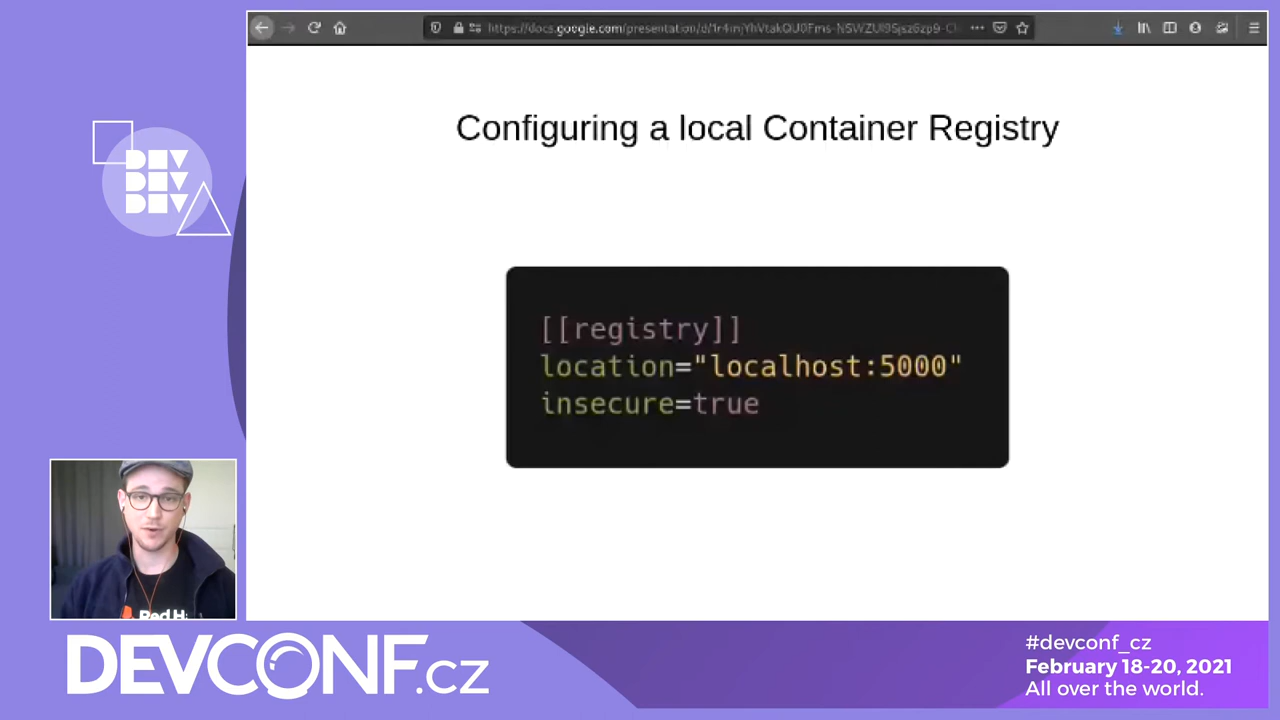 Configuring a local Container Registry
[[registry]]
location="localhost:5000"
insecure=true
DEV
DEV
DEV
Red H
DEVCONF.cz
#devconf_cz
February 18-20, 2021
All over the world.